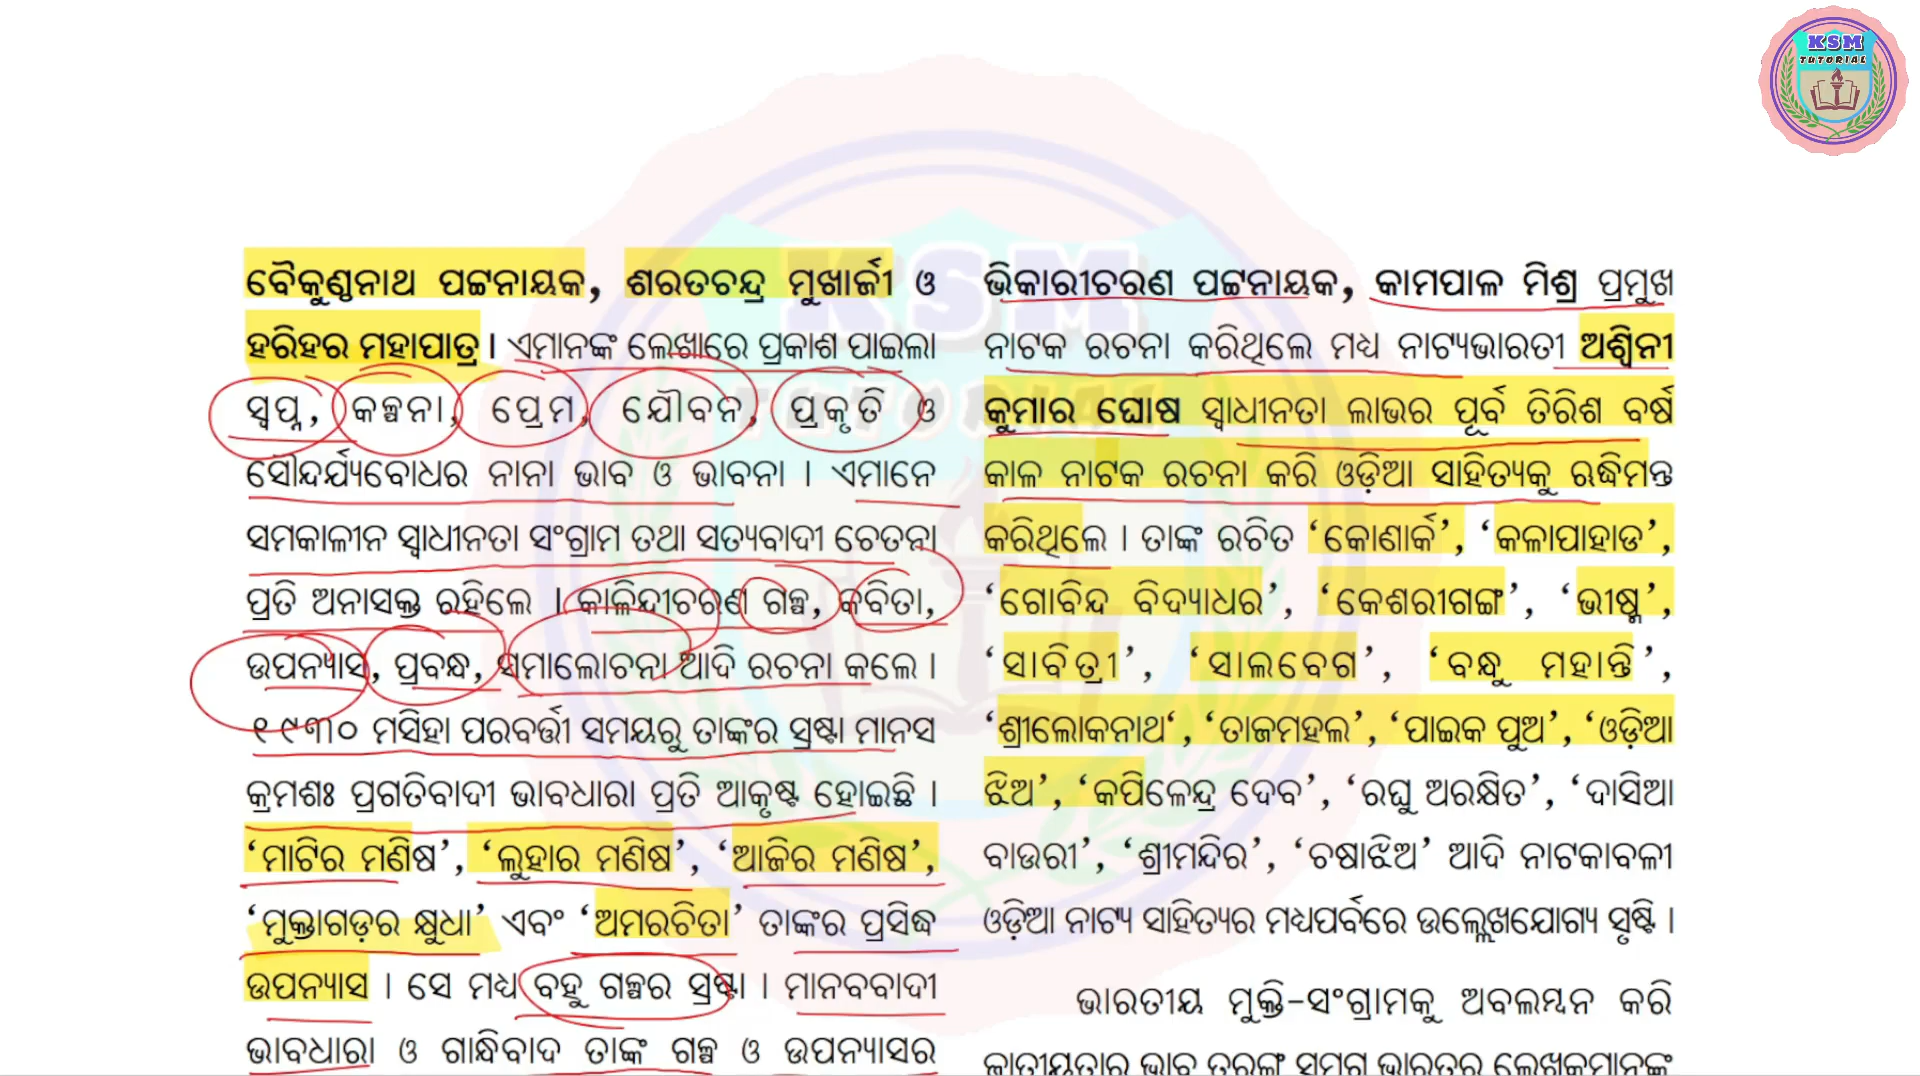 KSM
TUTORIAL
ବୈକୁଣ୍ଠନାଥ ପଟ୍ଟନାୟକ, ଶରତଚନ୍ଦ୍ର ମୁଖାର୍ଜୀ ଓ
ହରିହର ମହାପାତ୍ର । ଏମାନଙ୍କ ଲେଖାରେ ପ୍ରକାଶ ପାଇଲା
ସ୍ୱପ୍ନ, କଳ୍ପନା, ପ୍ରେମ, ଯୌବନ, ପ୍ରକୃତି ଓ
ସୌନ୍ଦର୍ଯ୍ୟବୋଧର ନାନା ଭାବ ଓ ଭାବନା । ଏମାନେ
ସମକାଳୀନ ସ୍ୱାଧୀନତା ସଂଗ୍ରାମ ତଥା ସତ୍ୟବାଦୀ ଚେତନା
ପ୍ରତି ଅନାସକ୍ତ ରହିଲେ । କାଳିନ୍ଦୀଚରଣ ଗଳ୍ପ, କବିତା,
ଉପନ୍ୟାସ, ପ୍ରବନ୍ଧ, ସମାଲୋଚନା ଆଦି ରଚନା କଲେ ।
୧୯୩୦ ମସିହା ପରବର୍ତ୍ତୀ ସମୟରୁ ତାଙ୍କର ସ୍ରଷ୍ଟା ମାନସ
କ୍ରମଶଃ ପ୍ରଗତିବାଦୀ ଭାବଧାରା ପ୍ରତି ଆକୃଷ୍ଟ ହୋଇଛି ।
‘ମାଟିର ମଣିଷ’, ‘ଲୁହାର ମଣିଷ’, ‘ଆଜିର ମଣିଷ’,
‘ମୁକ୍ତାଗଡ଼ର କ୍ଷୁଧା’ ଏବଂ ‘ଅମରଚିତା’ ତାଙ୍କର ପ୍ରସିଦ୍ଧ
ଉପନ୍ୟାସ । ସେ ମଧ୍ୟ ବହୁ ଗଳ୍ପର ସ୍ରଷ୍ଟା । ମାନବବାଦୀ
ଭାବଧାରା ଓ ଗାନ୍ଧିବାଦ ତାଙ୍କ ଗଳ୍ପ ଓ ଉପନ୍ୟାସର
ଭିକାରୀଚରଣ ପଟ୍ଟନାୟକ, କାମପାଳ ମିଶ୍ର ପ୍ରମୁଖ
ନାଟକ ରଚନା କରିଥିଲେ ମଧ୍ୟ ନାଟ୍ୟଭାରତୀ ଅଶ୍ୱିନୀ
କୁମାର ଘୋଷ ସ୍ୱାଧୀନତା ଲାଭର ପୂର୍ବ ତିରିଶ ବର୍ଷ
କାଳ ନାଟକ ରଚନା କରି ଓଡ଼ିଆ ସାହିତ୍ୟକୁ ଋଦ୍ଧିମନ୍ତ
କରିଥିଲେ । ତାଙ୍କ ରଚିତ ‘କୋଣାର୍କ’, ‘କଳାପାହାଡ’,
‘ଗୋବିନ୍ଦ ବିଦ୍ୟାଧର’, ‘କେଶରୀଗଙ୍ଗ’, ‘ଭୀଷ୍ମ’,
‘ସାବିତ୍ରୀ’, ‘ସାଲବେଗ’, ‘ବନ୍ଧୁ ମହାନ୍ତି’,
‘ଶ୍ରୀଲୋକନାଥ‘, ‘ତାଜମହଲ’, ‘ପାଇକ ପୁଅ’, ‘ଓଡ଼ିଆ
ଝିଅ’, ‘କପିଳେନ୍ଦ୍ର ଦେବ’, ‘ରଘୁ ଅରକ୍ଷିତ’, ‘ଦାସିଆ
ବାଉରୀ’, ‘ଶ୍ରୀମନ୍ଦିର’, ‘ଚଷାଝିଅ’ ଆଦି ନାଟକାବଳୀ
ଓଡ଼ିଆ ନାଟ୍ୟ ସାହିତ୍ୟର ମଧ୍ୟପର୍ବରେ ଉଲ୍ଲେଖଯୋଗ୍ୟ ସୃଷ୍ଟି ।
ଭାରତୀୟ ମୁକ୍ତି-ସଂଗ୍ରାମକୁ ଅବଲମ୍ବନ କରି
ଜାତୀୟତାର ଭାବ ତରଙ୍ଗ ସମଗ୍ର ଭାରତର ଲେଖକମାନଙ୍କ